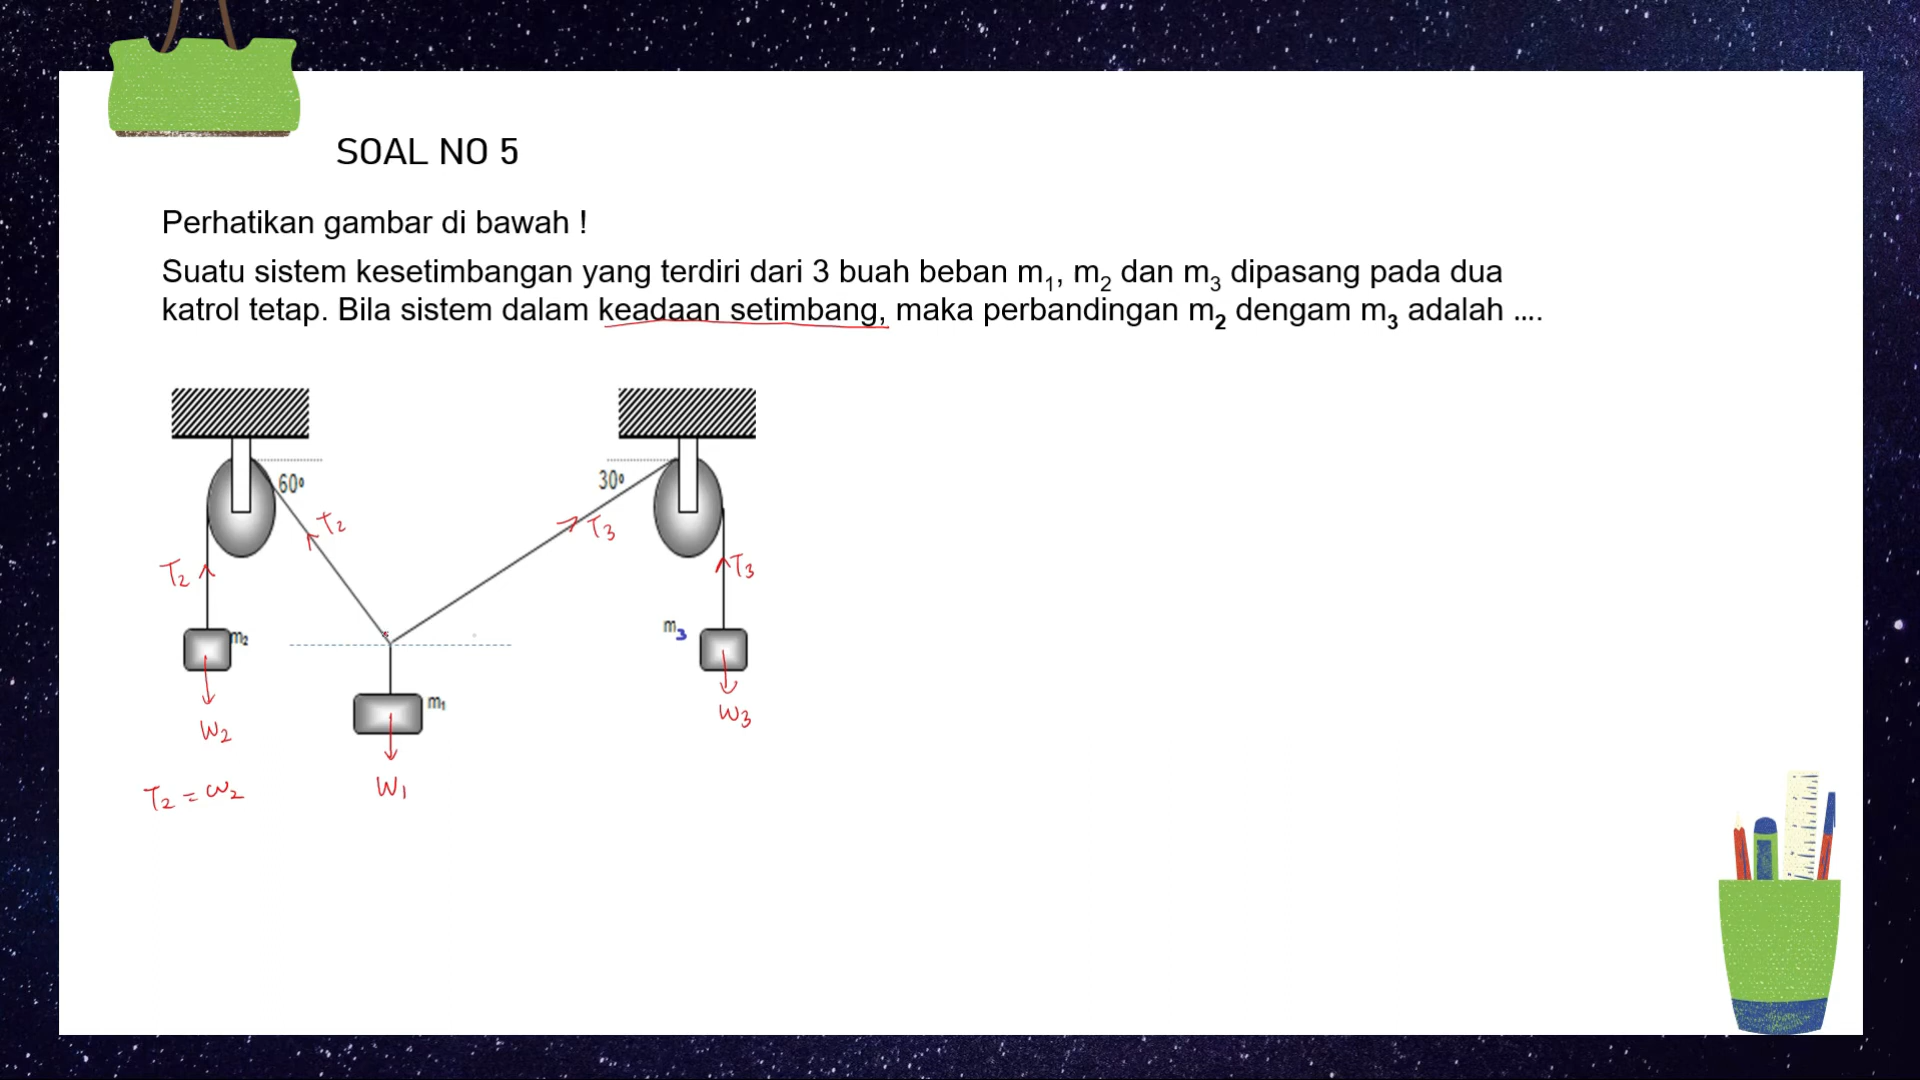 SOAL NO 5
Perhatikan gambar di bawah !
Suatu sistem kesetimbangan yang terdiri dari 3 buah beban m₁, m₂ dan m₃ dipasang pada dua
katrol tetap. Bila sistem dalam keadaan setimbang, maka perbandingan m₂ dengam m₃ adalah ....
60°
30°
T₂
T₃
T₂
T₃
m₂
m₃
m₁
W₂
W₃
W₁
T₂ = W₂